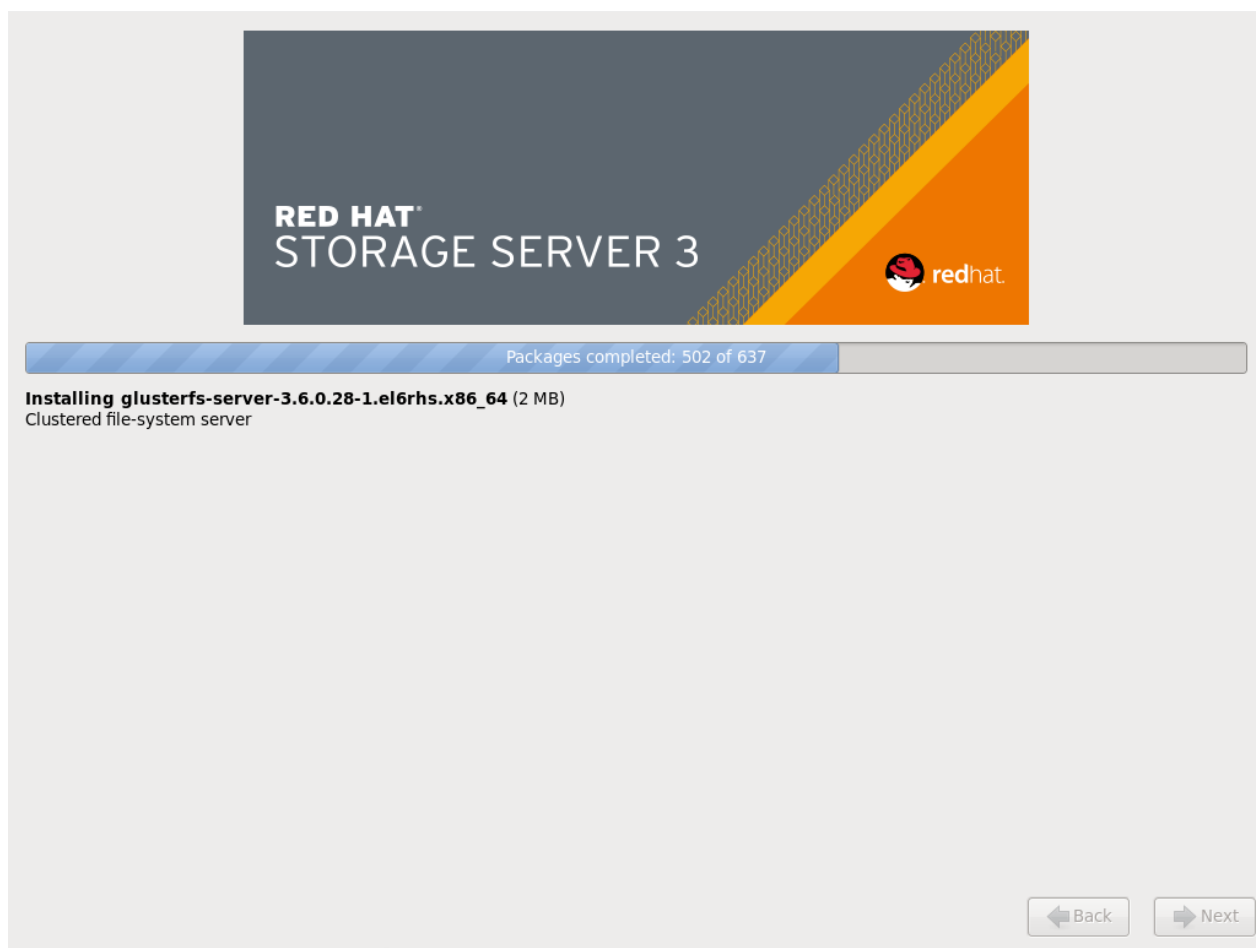 RED HAT®
STORAGE SERVER 3
redhat.
Packages completed: 502 of 637
Installing glusterfs-server-3.6.0.28-1.el6rhs.x86_64 (2 MB)
Clustered file-system server
Back
Next